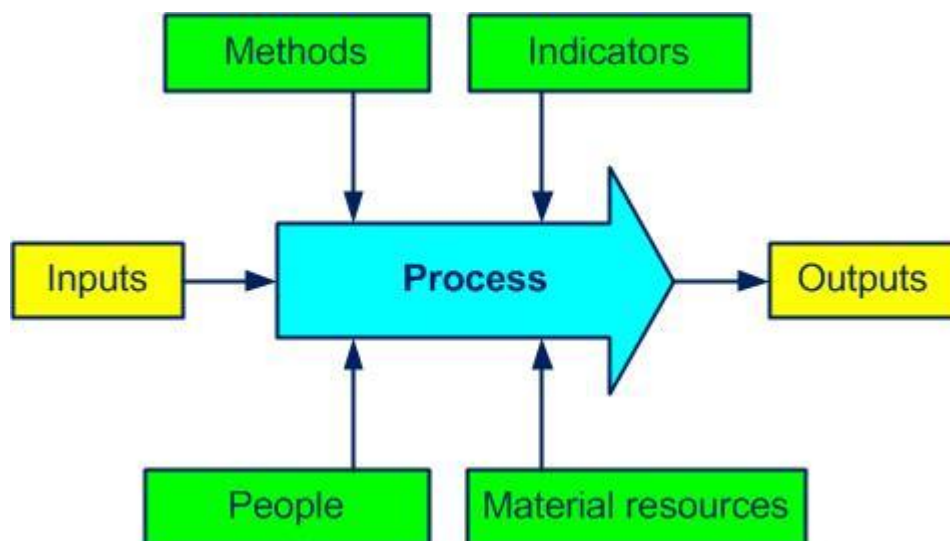 Methods
Indicators
Inputs
Process
Outputs
People
Material resources